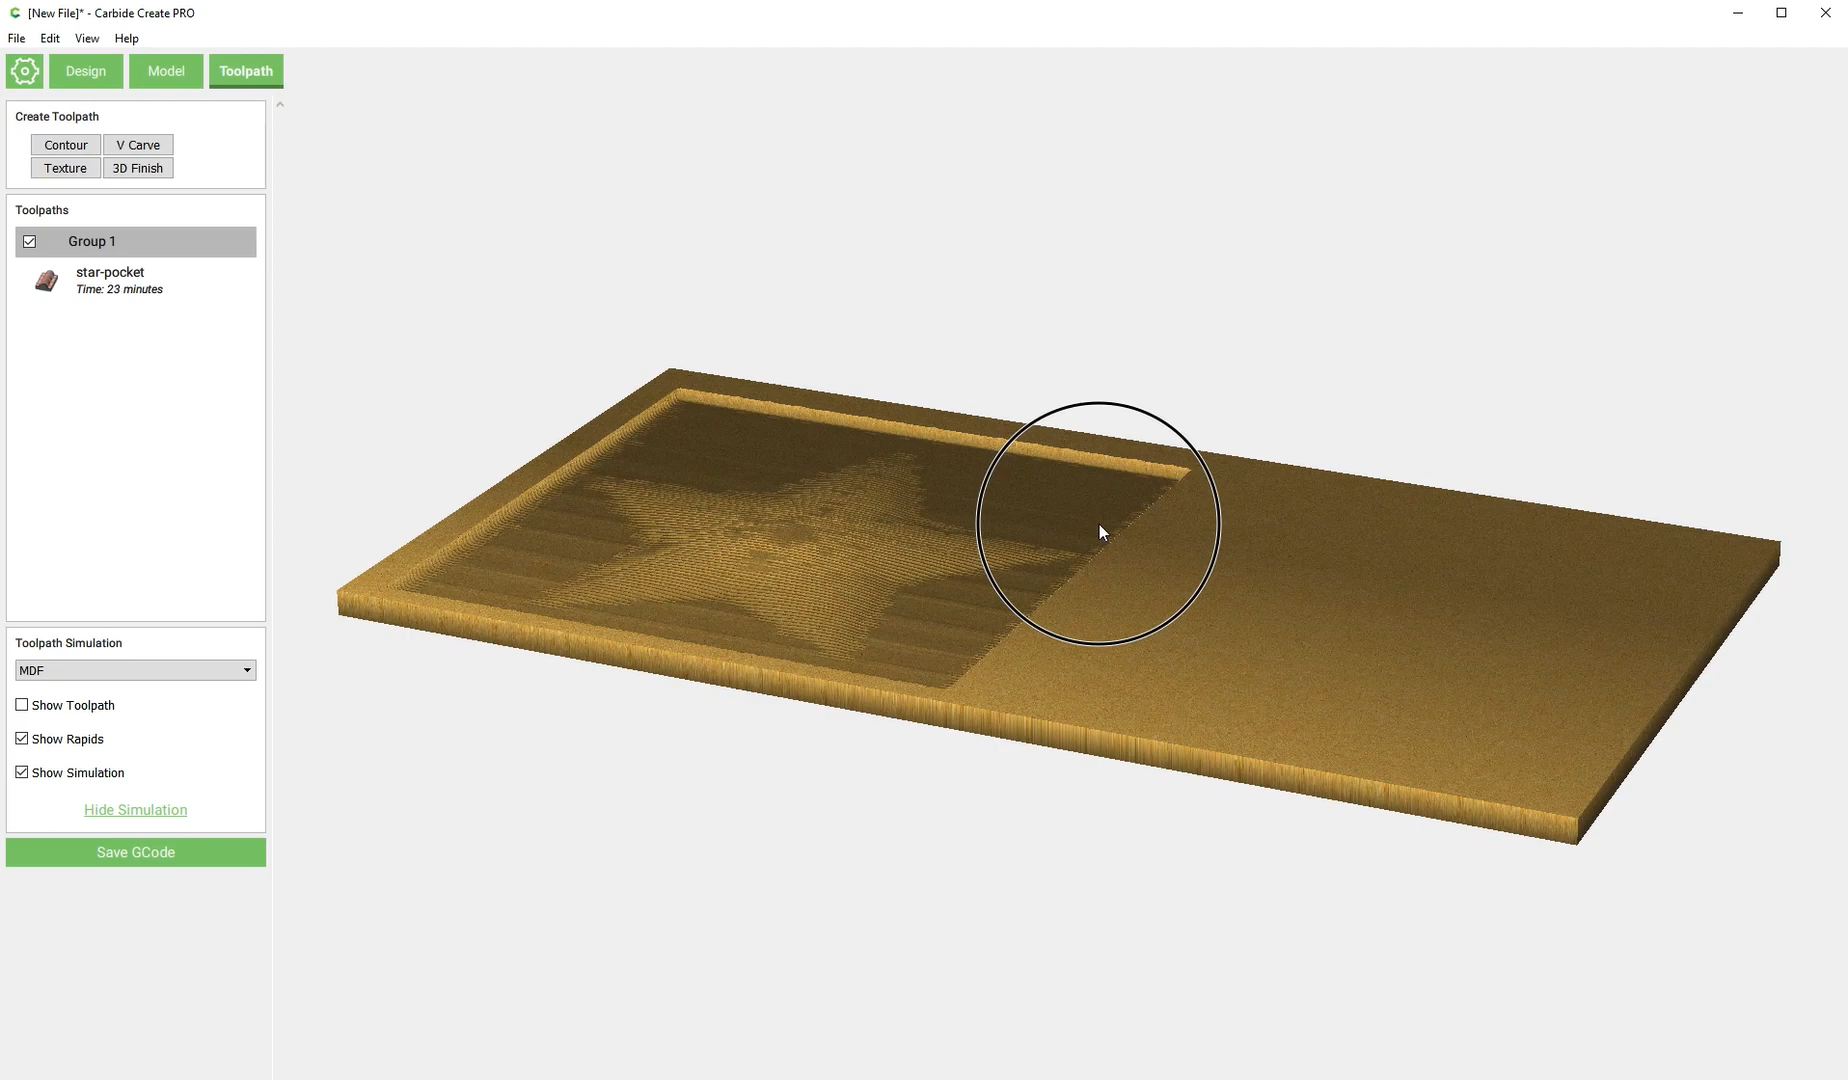 [New File]* - Carbide Create PRO
File Edit View Help
Design Model Toolpath
Create Toolpath
Contour V Carve
Texture 3D Finish
Toolpaths
Group 1
star-pocket
Time: 23 minutes
Toolpath Simulation
MDF
Show Toolpath
Show Rapids
Show Simulation
Hide Simulation
Save GCode